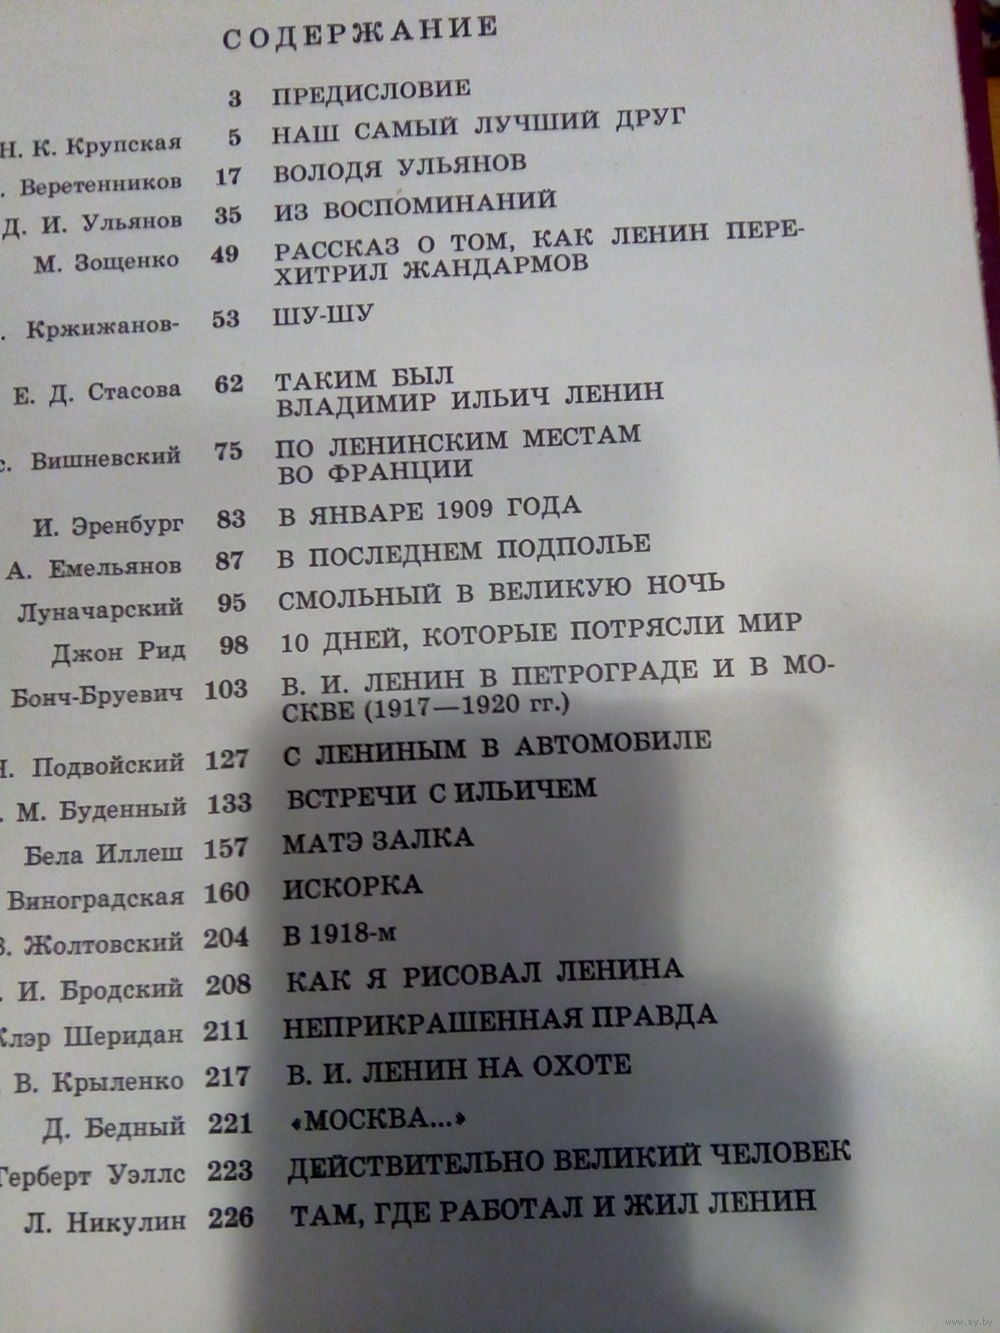 СОДЕРЖАНИЕ
3 ПРЕДИСЛОВИЕ
Н. К. Крупская 5 НАШ САМЫЙ ЛУЧШИЙ ДРУГ
. Веретенников 17 ВОЛОДЯ УЛЬЯНОВ
Д. И. Ульянов 35 ИЗ ВОСПОМИНАНИЙ
М. Зощенко 49 РАССКАЗ О ТОМ, КАК ЛЕНИН ПЕРЕ-
ХИТРИЛ ЖАНДАРМОВ
. Кржижанов- 53 ШУ-ШУ
Е. Д. Стасова 62 ТАКИМ БЫЛ
ВЛАДИМИР ИЛЬИЧ ЛЕНИН
с. Вишневский 75 ПО ЛЕНИНСКИМ МЕСТАМ
ВО ФРАНЦИИ
И. Эренбург 83 В ЯНВАРЕ 1909 ГОДА
А. Емельянов 87 В ПОСЛЕДНЕМ ПОДПОЛЬЕ
Луначарский 95 СМОЛЬНЫЙ В ВЕЛИКУЮ НОЧЬ
Джон Рид 98 10 ДНЕЙ, КОТОРЫЕ ПОТРЯСЛИ МИР
Бонч-Бруевич 103 В. И. ЛЕНИН В ПЕТРОГРАДЕ И В МО-
СКВЕ (1917—1920 гг.)
И. Подвойский 127 С ЛЕНИНЫМ В АВТОМОБИЛЕ
. М. Буденный 133 ВСТРЕЧИ С ИЛЬИЧЕМ
Бела Иллеш 157 МАТЭ ЗАЛКА
Виноградская 160 ИСКОРКА
В. Жолтовский 204 В 1918-м
. И. Бродский 208 КАК Я РИСОВАЛ ЛЕНИНА
Клэр Шеридан 211 НЕПРИКРАШЕННАЯ ПРАВДА
. В. Крыленко 217 В. И. ЛЕНИН НА ОХОТЕ
Д. Бедный 221 «МОСКВА...»
Герберт Уэллс 223 ДЕЙСТВИТЕЛЬНО ВЕЛИКИЙ ЧЕЛОВЕК
Л. Никулин 226 ТАМ, ГДЕ РАБОТАЛ И ЖИЛ ЛЕНИН
www.ay.by